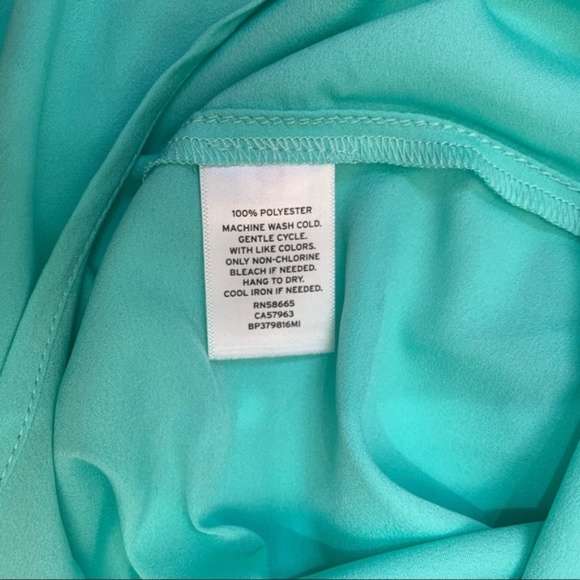 100% POLYESTER
MACHINE WASH COLD.
GENTLE CYCLE.
WITH LIKE COLORS.
ONLY NON-CHLORINE
BLEACH IF NEEDED.
HANG TO DRY.
COOL IRON IF NEEDED.
RN58665
CA57963
BP379816MI